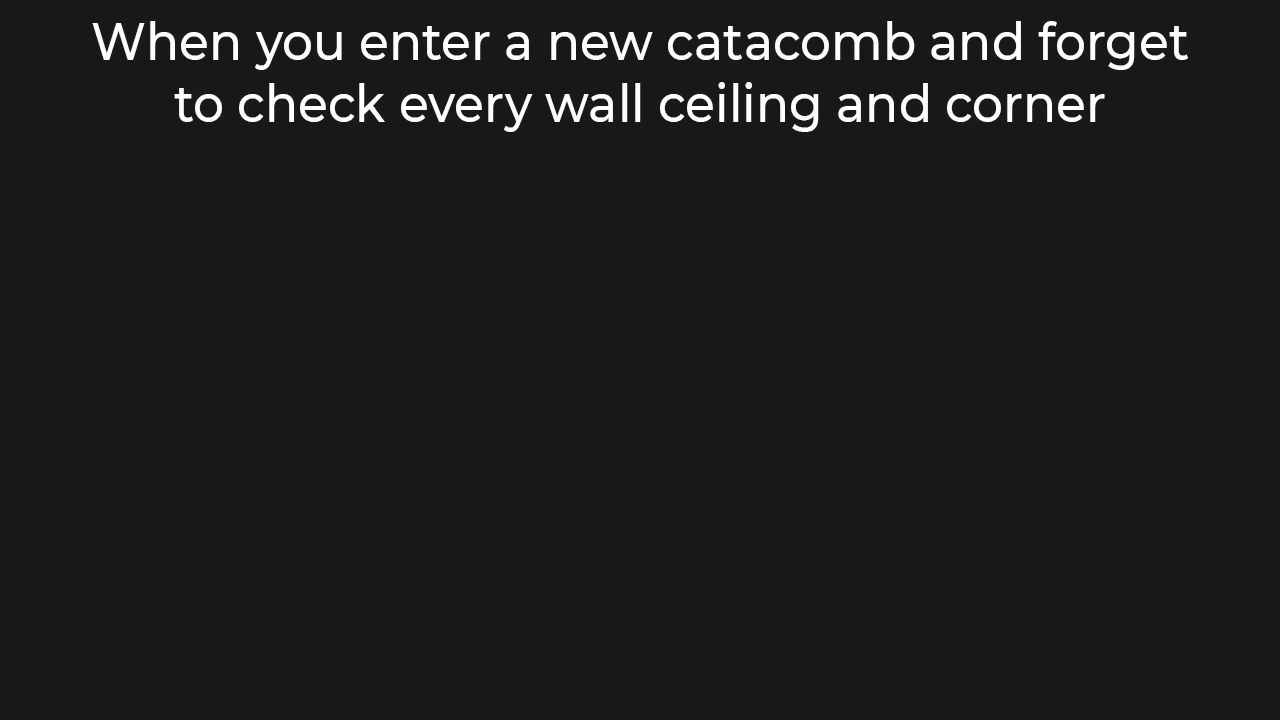 When you enter a new catacomb and forget
to check every wall ceiling and corner